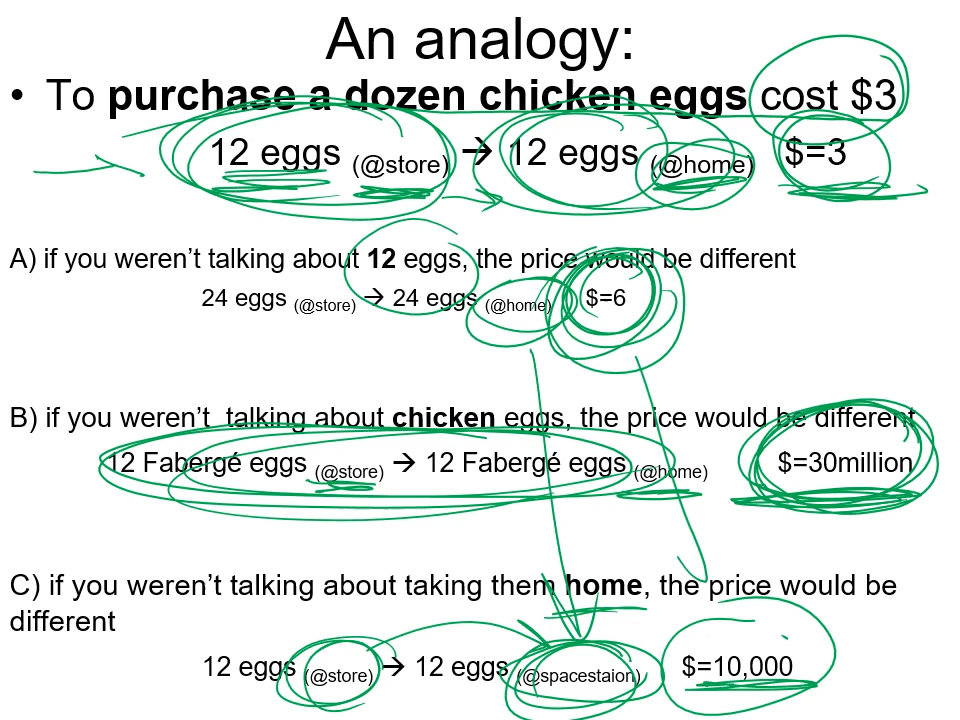 An analogy:
• To purchase a dozen chicken eggs cost $3
12 eggs (@store) → 12 eggs (@home) $=3
A) if you weren't talking about 12 eggs, the price would be different
24 eggs (@store) → 24 eggs (@home) $=6
B) if you weren't talking about chicken eggs, the price would be different
12 Fabergé eggs (@store) → 12 Fabergé eggs (@home) $=30million
C) if you weren't talking about taking them home, the price would be
different
12 eggs (@store) → 12 eggs (@spacestaion) $=10,000